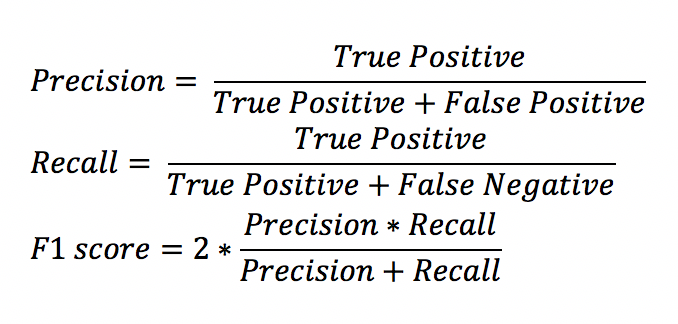 Precision = True Positive / True Positive + False Positive
Recall = True Positive / True Positive + False Negative
F1 score = 2 * Precision * Recall / Precision + Recall